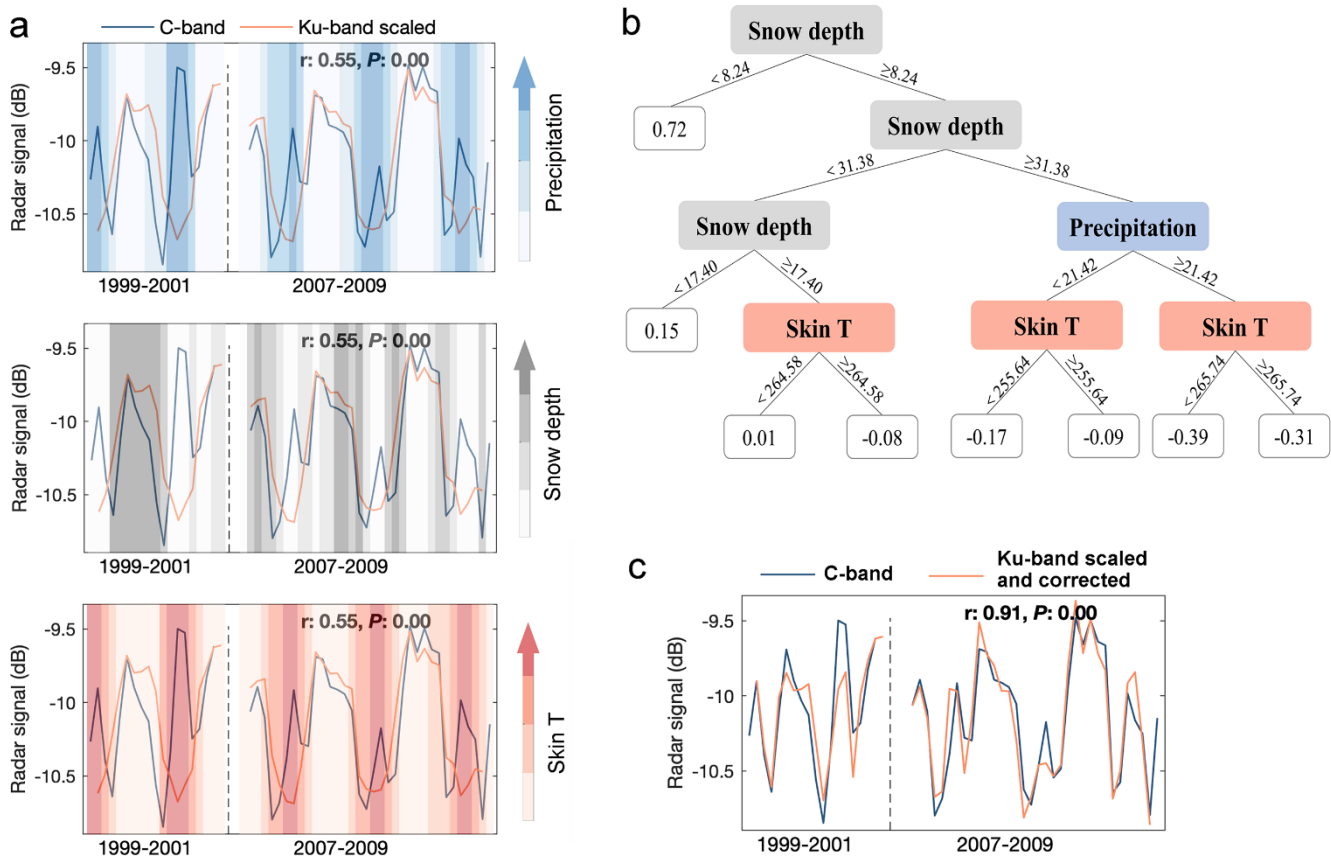 a
C-band
Ku-band scaled
r: 0.55, P: 0.00
-9.5
-10
-10.5
Radar signal (dB)
Precipitation
1999-2001
2007-2009
r: 0.55, P: 0.00
-9.5
-10
-10.5
Radar signal (dB)
Snow depth
1999-2001
2007-2009
r: 0.55, P: 0.00
-9.5
-10
-10.5
Radar signal (dB)
Skin T
1999-2001
2007-2009
b
Snow depth
<8.24
≥8.24
0.72
Snow depth
<31.38
≥31.38
Snow depth
Precipitation
<17.40
≥17.40
<21.42
≥21.42
0.15
Skin T
Skin T
Skin T
<264.58
≥264.58
<255.64
≥255.64
<265.74
≥265.74
0.01
-0.08
-0.17
-0.09
-0.39
-0.31
c
C-band
Ku-band scaled
and corrected
r: 0.91, P: 0.00
-9.5
-10
-10.5
Radar signal (dB)
1999-2001
2007-2009